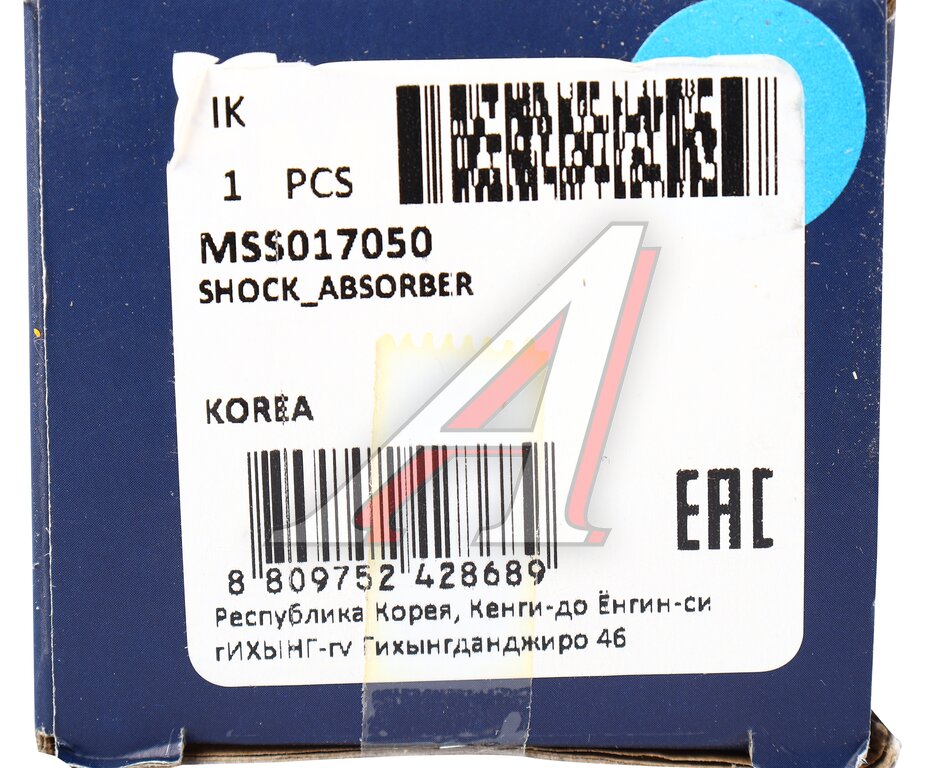 IK
1 PCS
MSS017050
SHOCK_ABSORBER
KOREA
EAC
8 809752 428689
Республика Корея, Кенги-до Ёнгин-си
гИХЫНГ-гу Гихынгданджиро 46